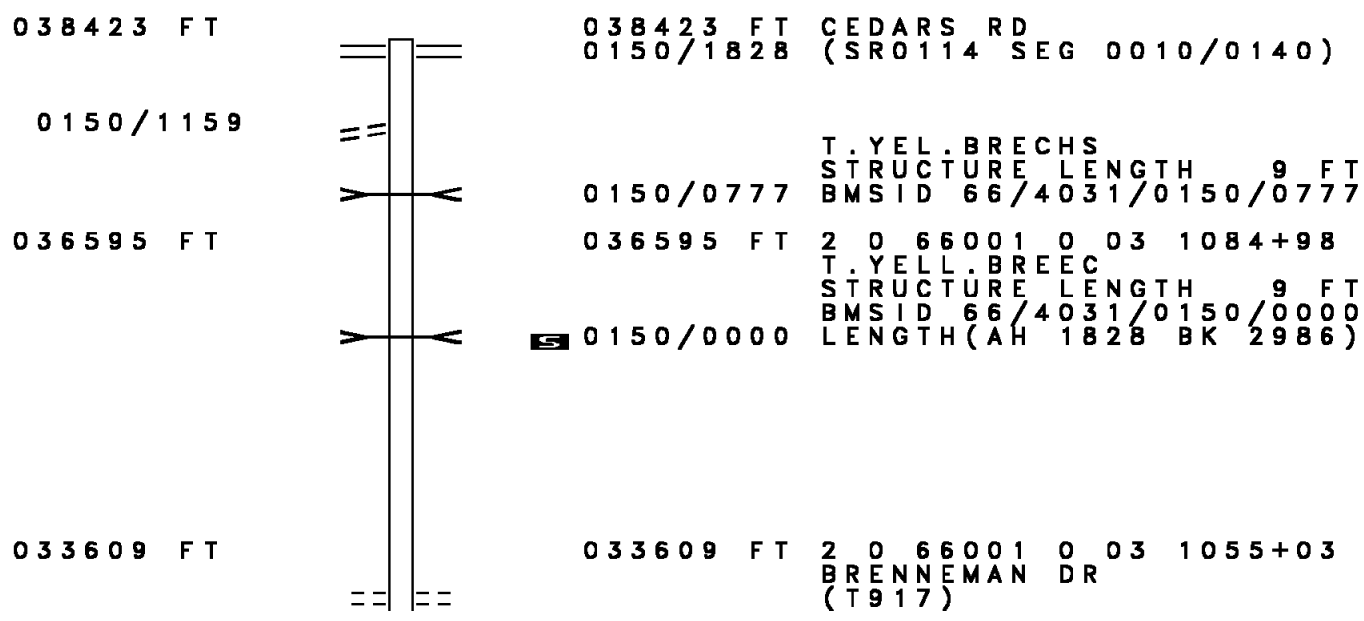 038423 FT 038423 FT CEDARS RD
0150/1828 (SR0114 SEG 0010/0140)
0150/1159
T.YEL.BRECHS
STRUCTURE LENGTH 9 FT
0150/0777 BMSID 66/4031/0150/0777
036595 FT 036595 FT 2 0 66001 0 03 1084+98
T.YELL.BREEC
STRUCTURE LENGTH 9 FT
BMSID 66/4031/0150/0000
S 0150/0000 LENGTH(AH 1828 BK 2986)
033609 FT 033609 FT 2 0 66001 0 03 1055+03
BRENNEMAN DR
(T917)